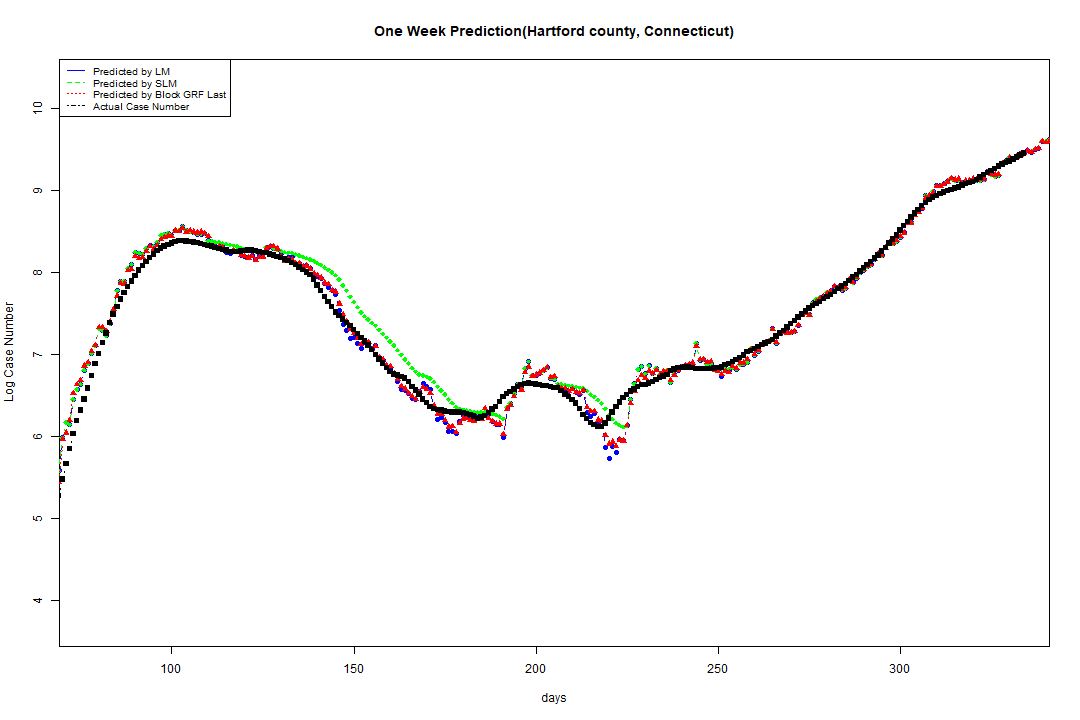 One Week Prediction(Hartford county, Connecticut)
Predicted by LM
Predicted by SLM
Predicted by Block GRF Last
Actual Case Number
Log Case Number
10
9
8
7
6
5
4
100 150 200 250 300
days